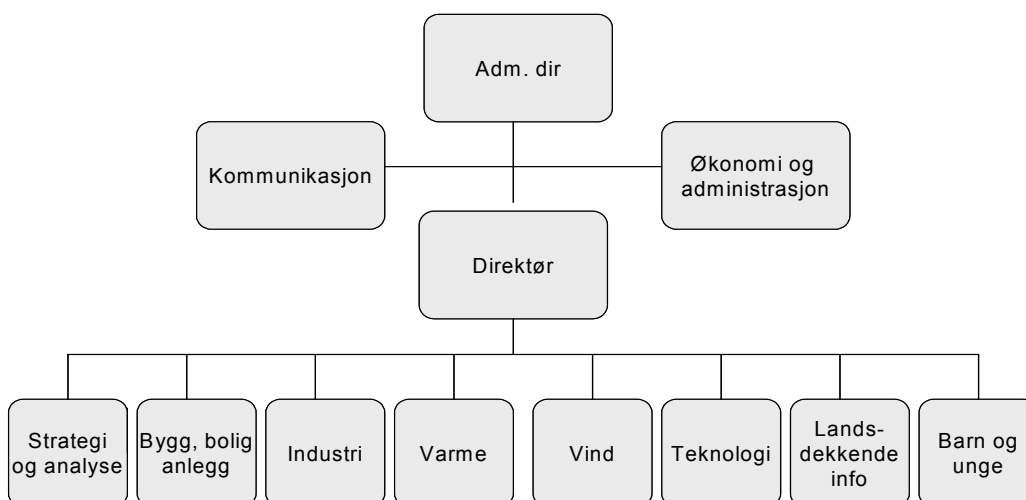 Adm. dir
Kommunikasjon
Økonomi og
administrasjon
Direktør
Strategi
og analyse
Bygg, bolig
anlegg
Industri
Varme
Vind
Teknologi
Lands-
dekkende
info
Barn og
unge